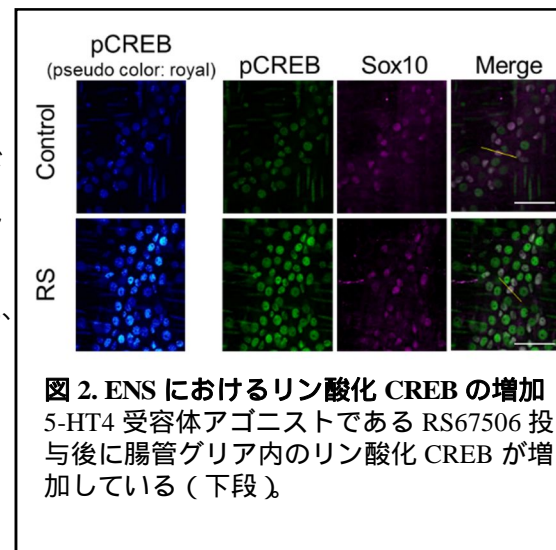 pCREB
(pseudo color: royal)
pCREB
Sox10
Merge
Control
RS
図 2. ENS におけるリン酸化 CREB の増加
5-HT4 受容体アゴニストである RS67506 投
与後に腸管グリア内のリン酸化 CREB が増
加している（下段）。